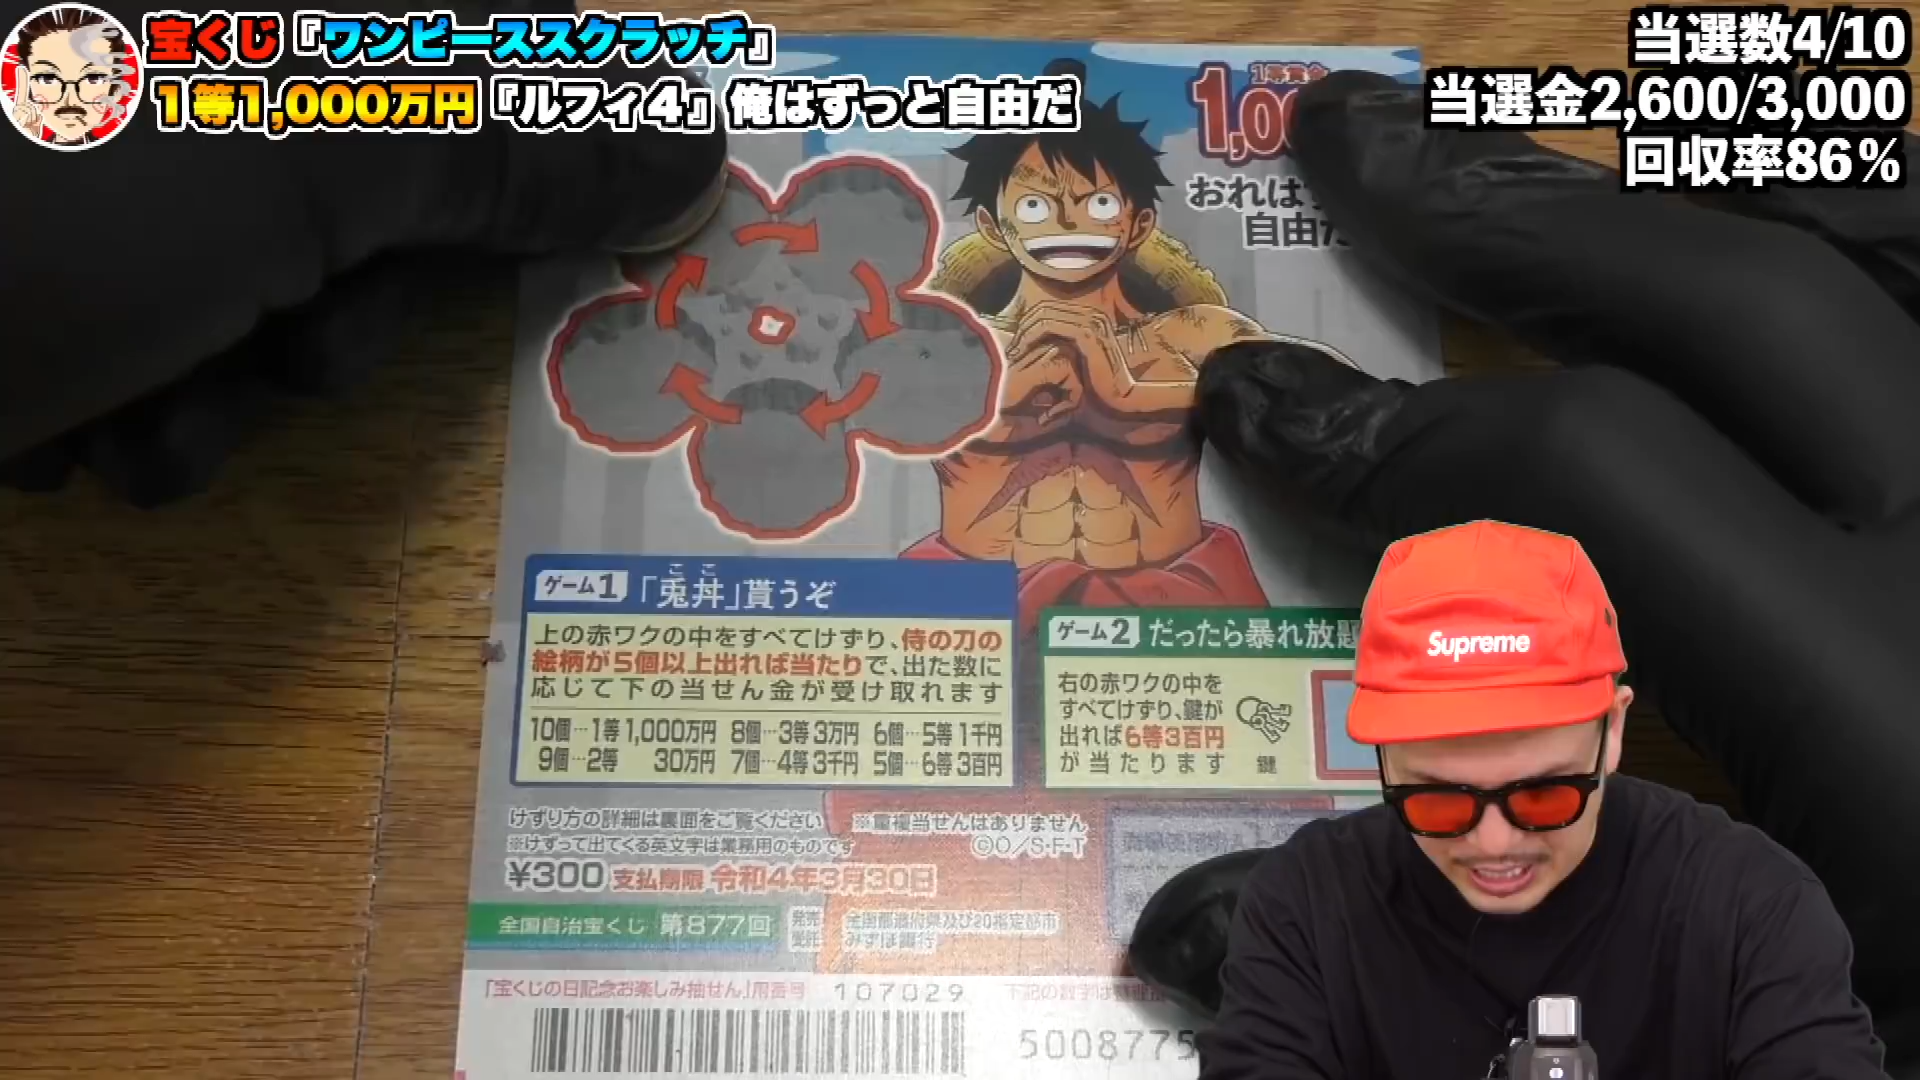 宝くじ『ワンピーススクラッチ』
1等1,000万円『ルフィ4』俺はずっと自由だ
当選数4/10
当選金2,600/3,000
回収率86%
1等賞金
1,00
おれはず
自由だ
ゲーム1 「兎丼」貰うぞ
ここ
上の赤ワクの中をすべてけずり、侍の刀の
絵柄が5個以上出れば当たりで、出た数に
応じて下の当せん金が受け取れます
10個…1等1,000万円 8個…3等3万円 6個…5等1千円
9個…2等 30万円 7個…4等3千円 5個…6等3百円
ゲーム2 だったら暴れ放題
右の赤ワクの中を
すべてけずり、鍵が
出れば6等3百円
が当たります 鍵
けずり方の詳細は裏面をご覧ください ※重複当せんはありません
※けずって出てくる英文字は業務用のものです ©O/S・F・T
¥300 支払期限 令和4年3月30日
全国自治宝くじ 第877回 発売 全国都道府県及び20指定都市
受託 みずほ銀行
「宝くじの日記念お楽しみ抽せん」用番号 107029 下記の数字は
5008775
Supreme